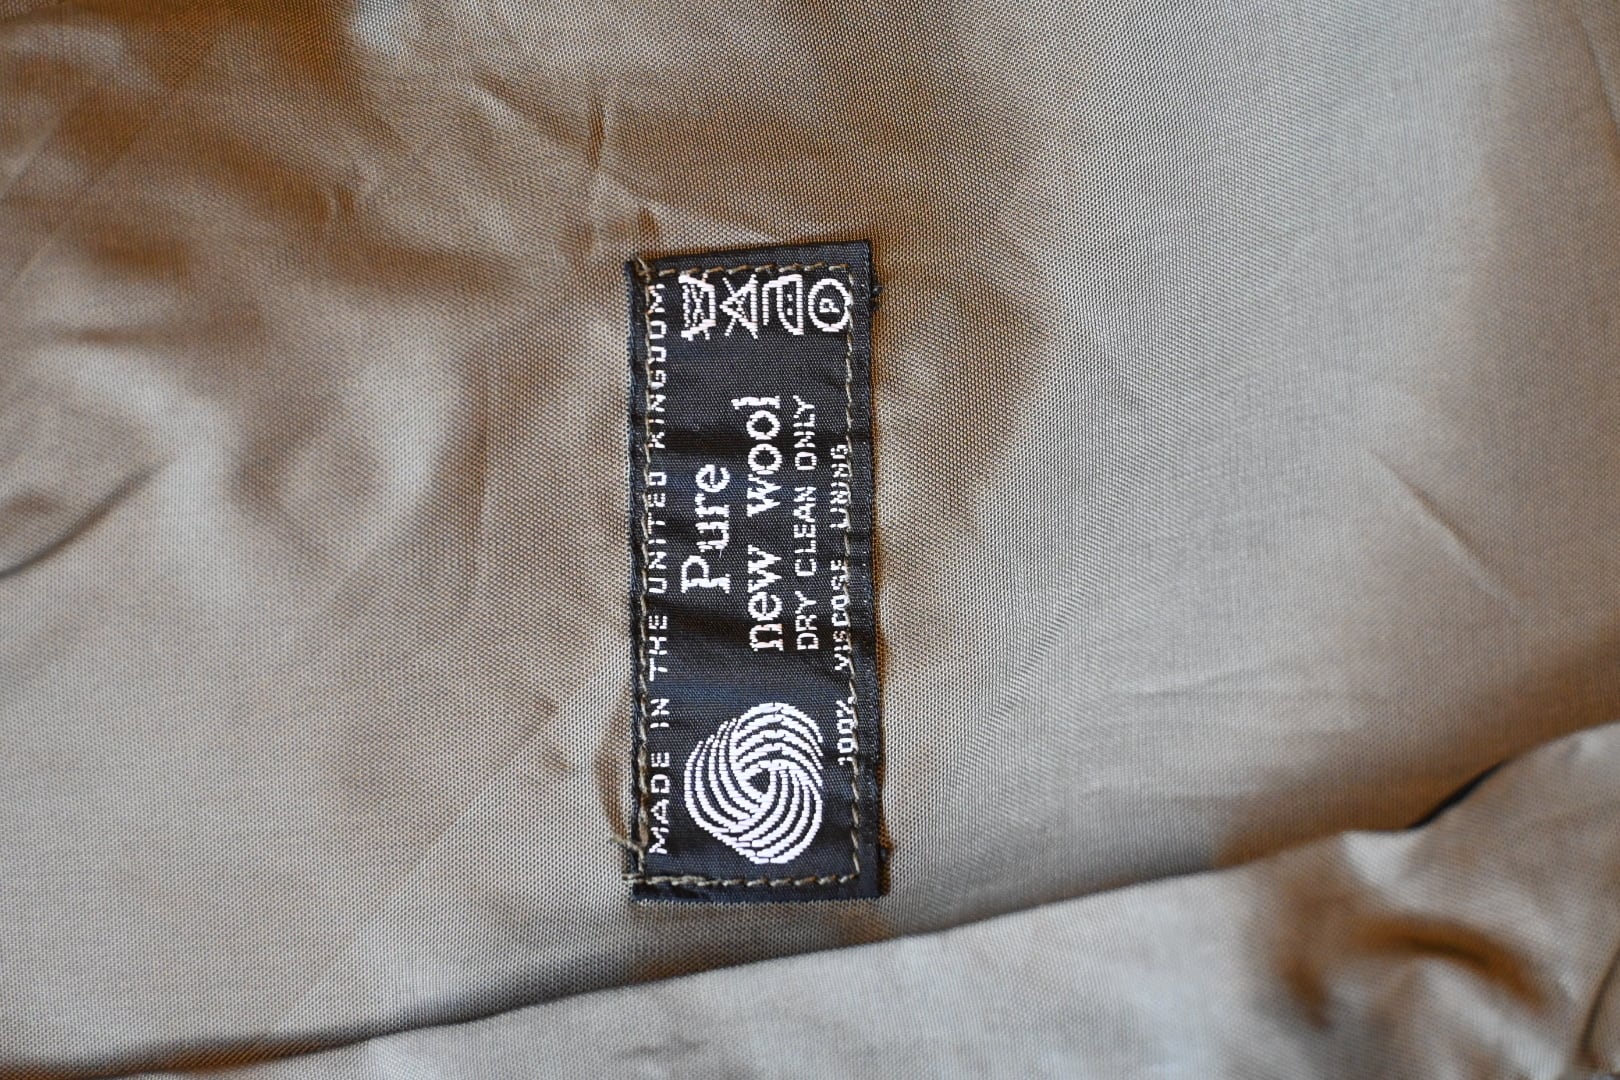 MADE IN THE UNITED KINGDOM
Pure
new wool
DRY CLEAN ONLY
100% VISCOSE LINING
P